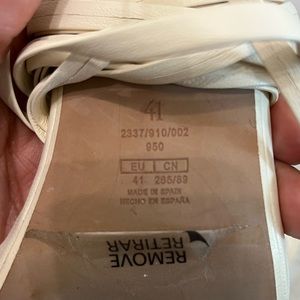 41
2337/910/002
950
EU CN
41 265/89
MADE IN SPAIN
HECHO EN ESPAÑA
REMOVE
RETIRAR